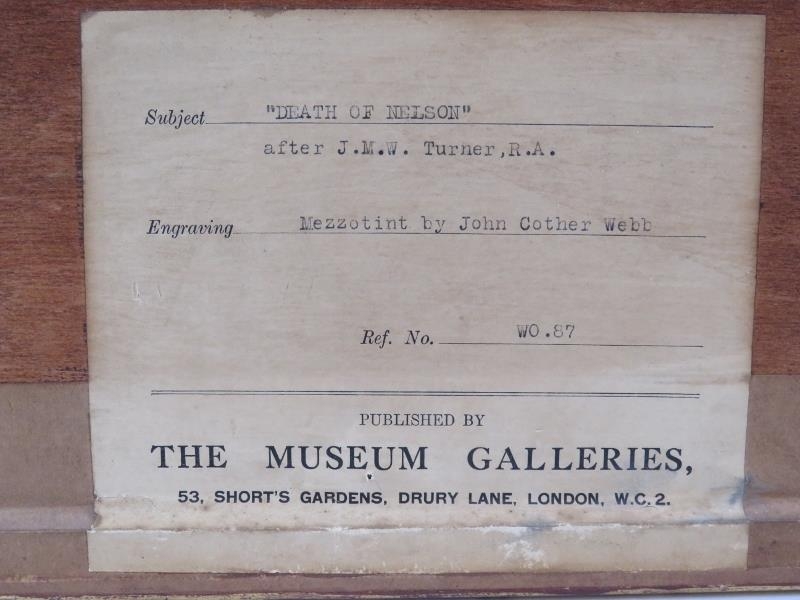 Subject "DEATH OF NELSON"
after J.M.W. Turner,R.A.
Engraving Mezzotint by John Cother Webb
Ref. No. WO.87
PUBLISHED BY
THE MUSEUM GALLERIES,
53, SHORT'S GARDENS, DRURY LANE, LONDON, W.C.2.